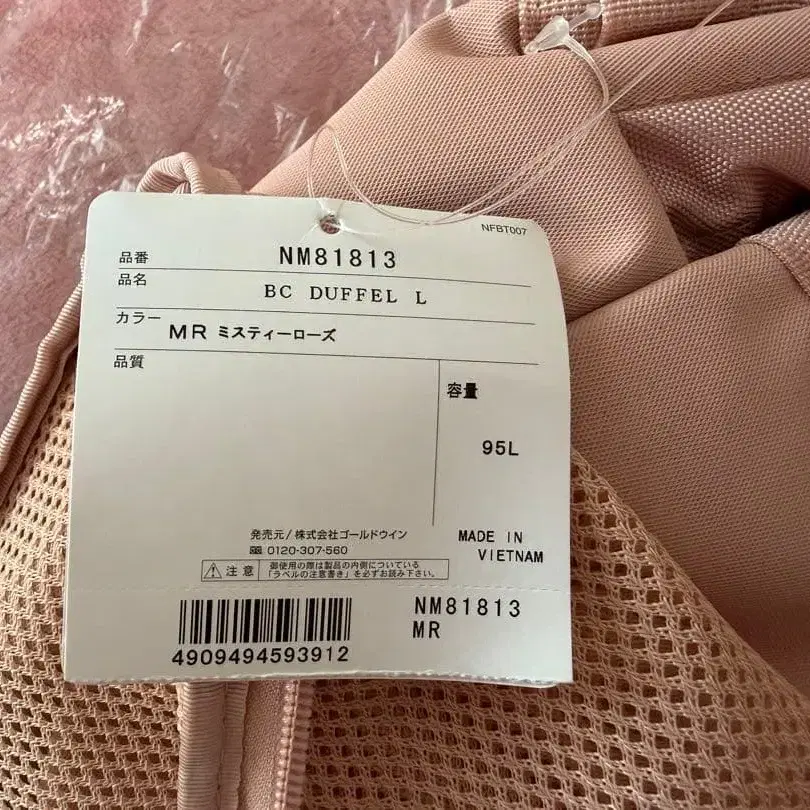 NFBT007
品番 NM81813
品名 BC DUFFEL L
カラー MR ミスティーローズ
品質
容量
95L
発売元/株式会社ゴールドウイン
0120-307-560
MADE IN
VIETNAM
注意
御使用の際は製品の内側についている
「ラベルの注意書き」を必ずお読み下さい。
NM81813
MR
4909494593912